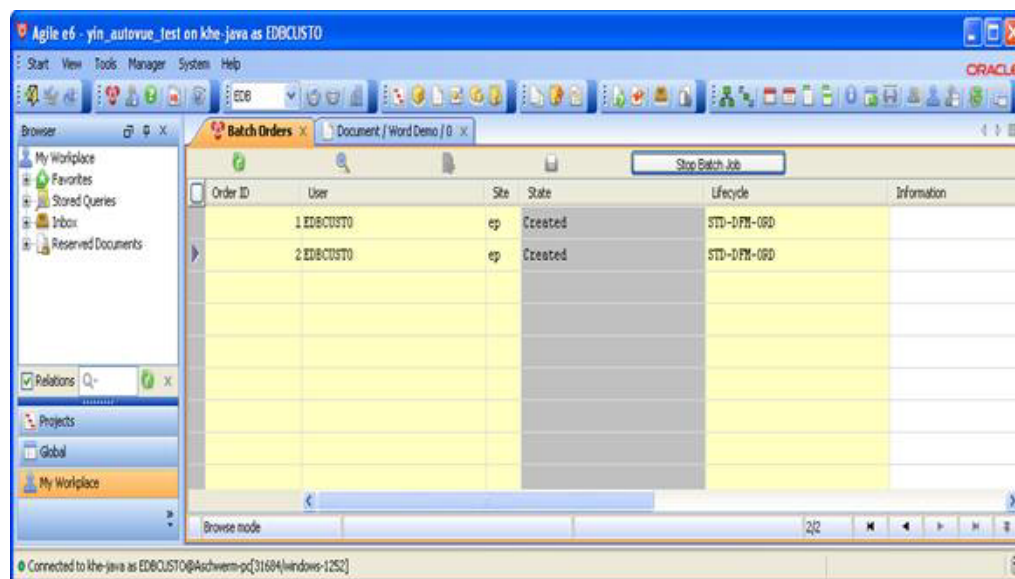 Agile e6 - yin_autovue_test on khe-java as EDBCUSTO
Start View Tools Manager System Help
ORACLE
EDB
Browser
Batch Orders
Document / Word Demo / 0
My Workplace
Favorites
Stored Queries
Inbox
Reserved Documents
Stop Batch Job
Order ID User Site State Lifecycle Information
1 EDBCUSTO ep Created STD-DFM-ORD
2 EDBCUSTO ep Created STD-DFM-ORD
Relations
Projects
Global
My Workplace
Browse mode
2/2
Connected to khe-java as EDBCUSTO@Aschwerm-pc[31684/windows-1252]